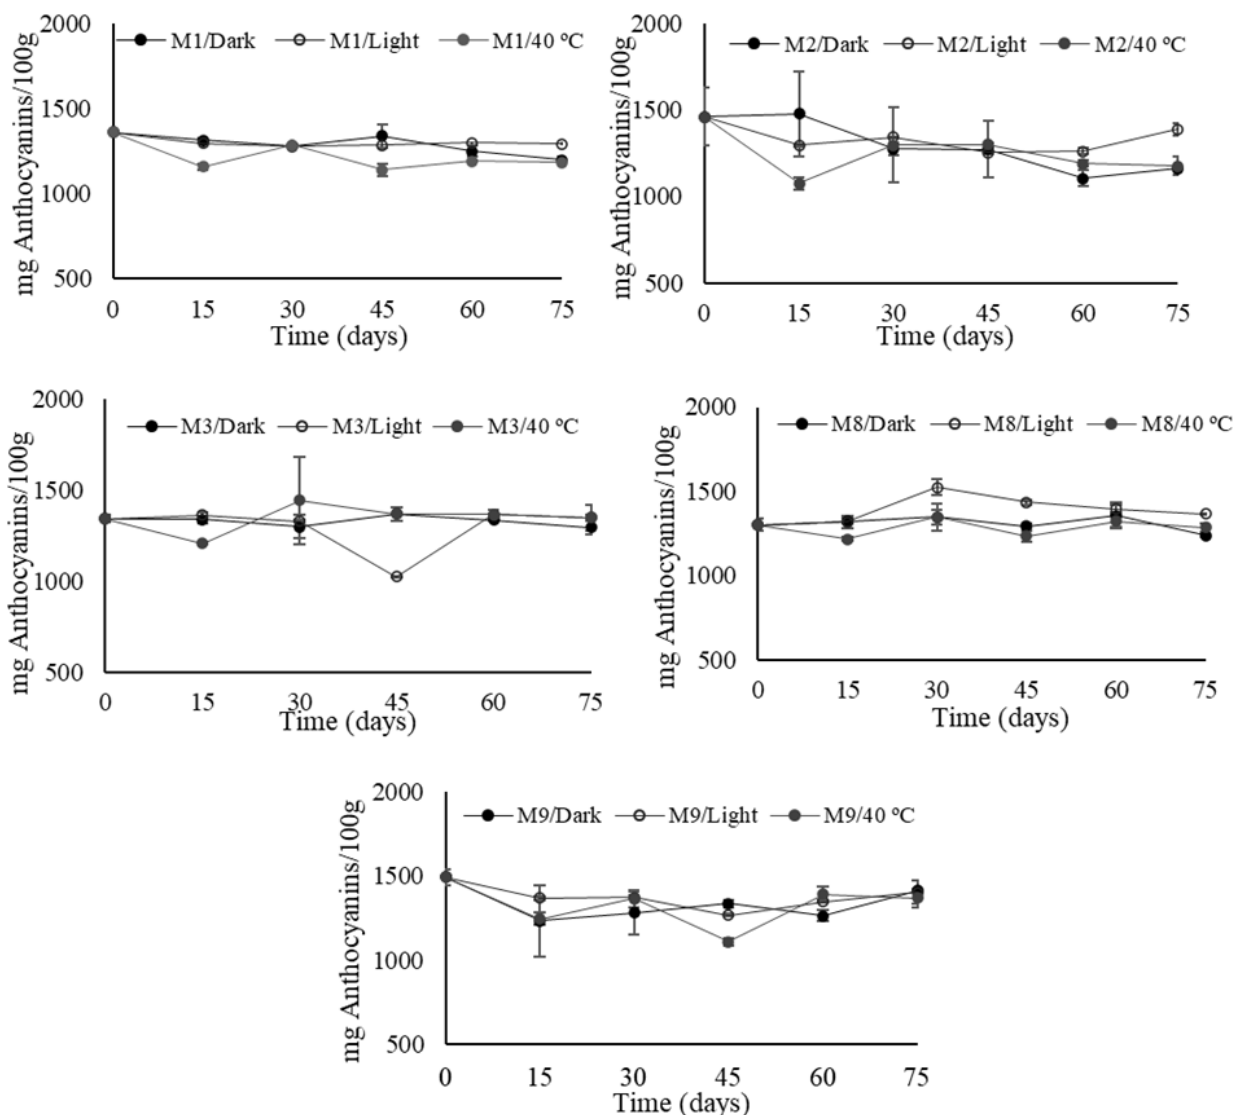 mg Anthocyanins/100g
2000
1500
1000
500
M1/Dark M1/Light M1/40 ºC
0 15 30 45 60 75
Time (days)
mg Anthocyanins/100g
2000
1500
1000
500
M2/Dark M2/Light M2/40 ºC
0 15 30 45 60 75
Time (days)
mg Anthocyanins/100g
2000
1500
1000
500
M3/Dark M3/Light M3/40 ºC
0 15 30 45 60 75
Time (days)
mg Anthocyanins/100g
2000
1500
1000
500
M8/Dark M8/Light M8/40 ºC
0 15 30 45 60 75
Time (days)
mg Anthocyanins/100g
2000
1500
1000
500
M9/Dark M9/Light M9/40 ºC
0 15 30 45 60 75
Time (days)